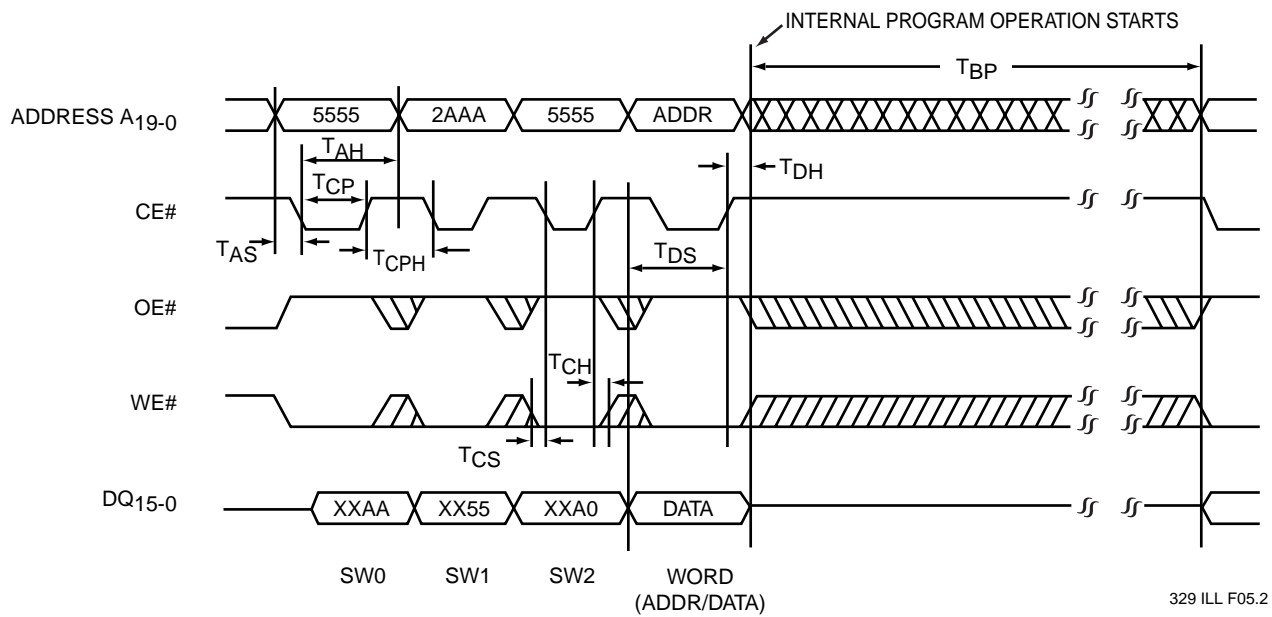 INTERNAL PROGRAM OPERATION STARTS
TBP
ADDRESS A19-0
5555
2AAA
5555
ADDR
TAH
TDH
TCP
CE#
TAS
TCPH
TDS
OE#
TCH
WE#
TCS
DQ15-0
XXAA
XX55
XXA0
DATA
SW0
SW1
SW2
WORD
(ADDR/DATA)
329 ILL F05.2